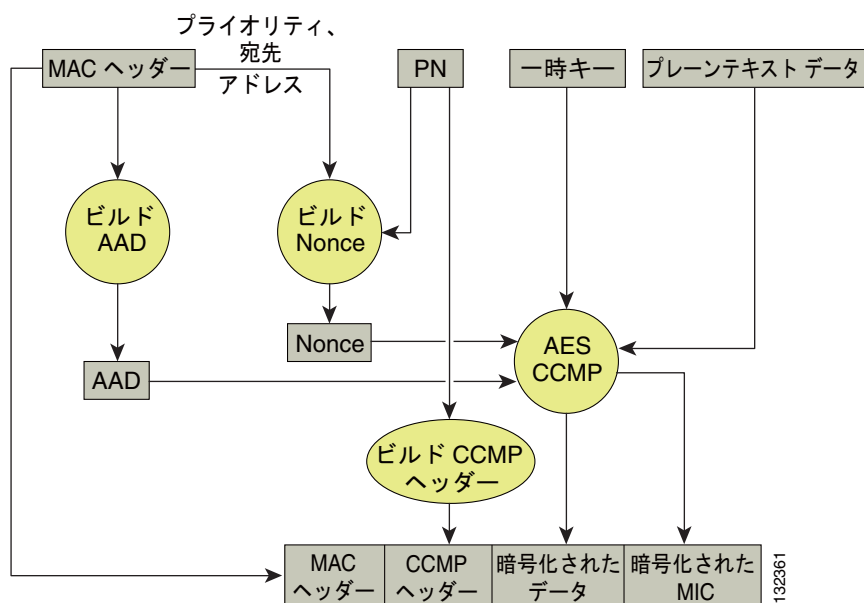 プライオリティ、
宛先
アドレス
MAC ヘッダー
PN
一時キー
プレーンテキスト データ
ビルド
AAD
ビルド
Nonce
Nonce
AES
CCMP
AAD
ビルド CCMP
ヘッダー
MAC
ヘッダー
CCMP
ヘッダー
暗号化された
データ
暗号化された
MIC
132361